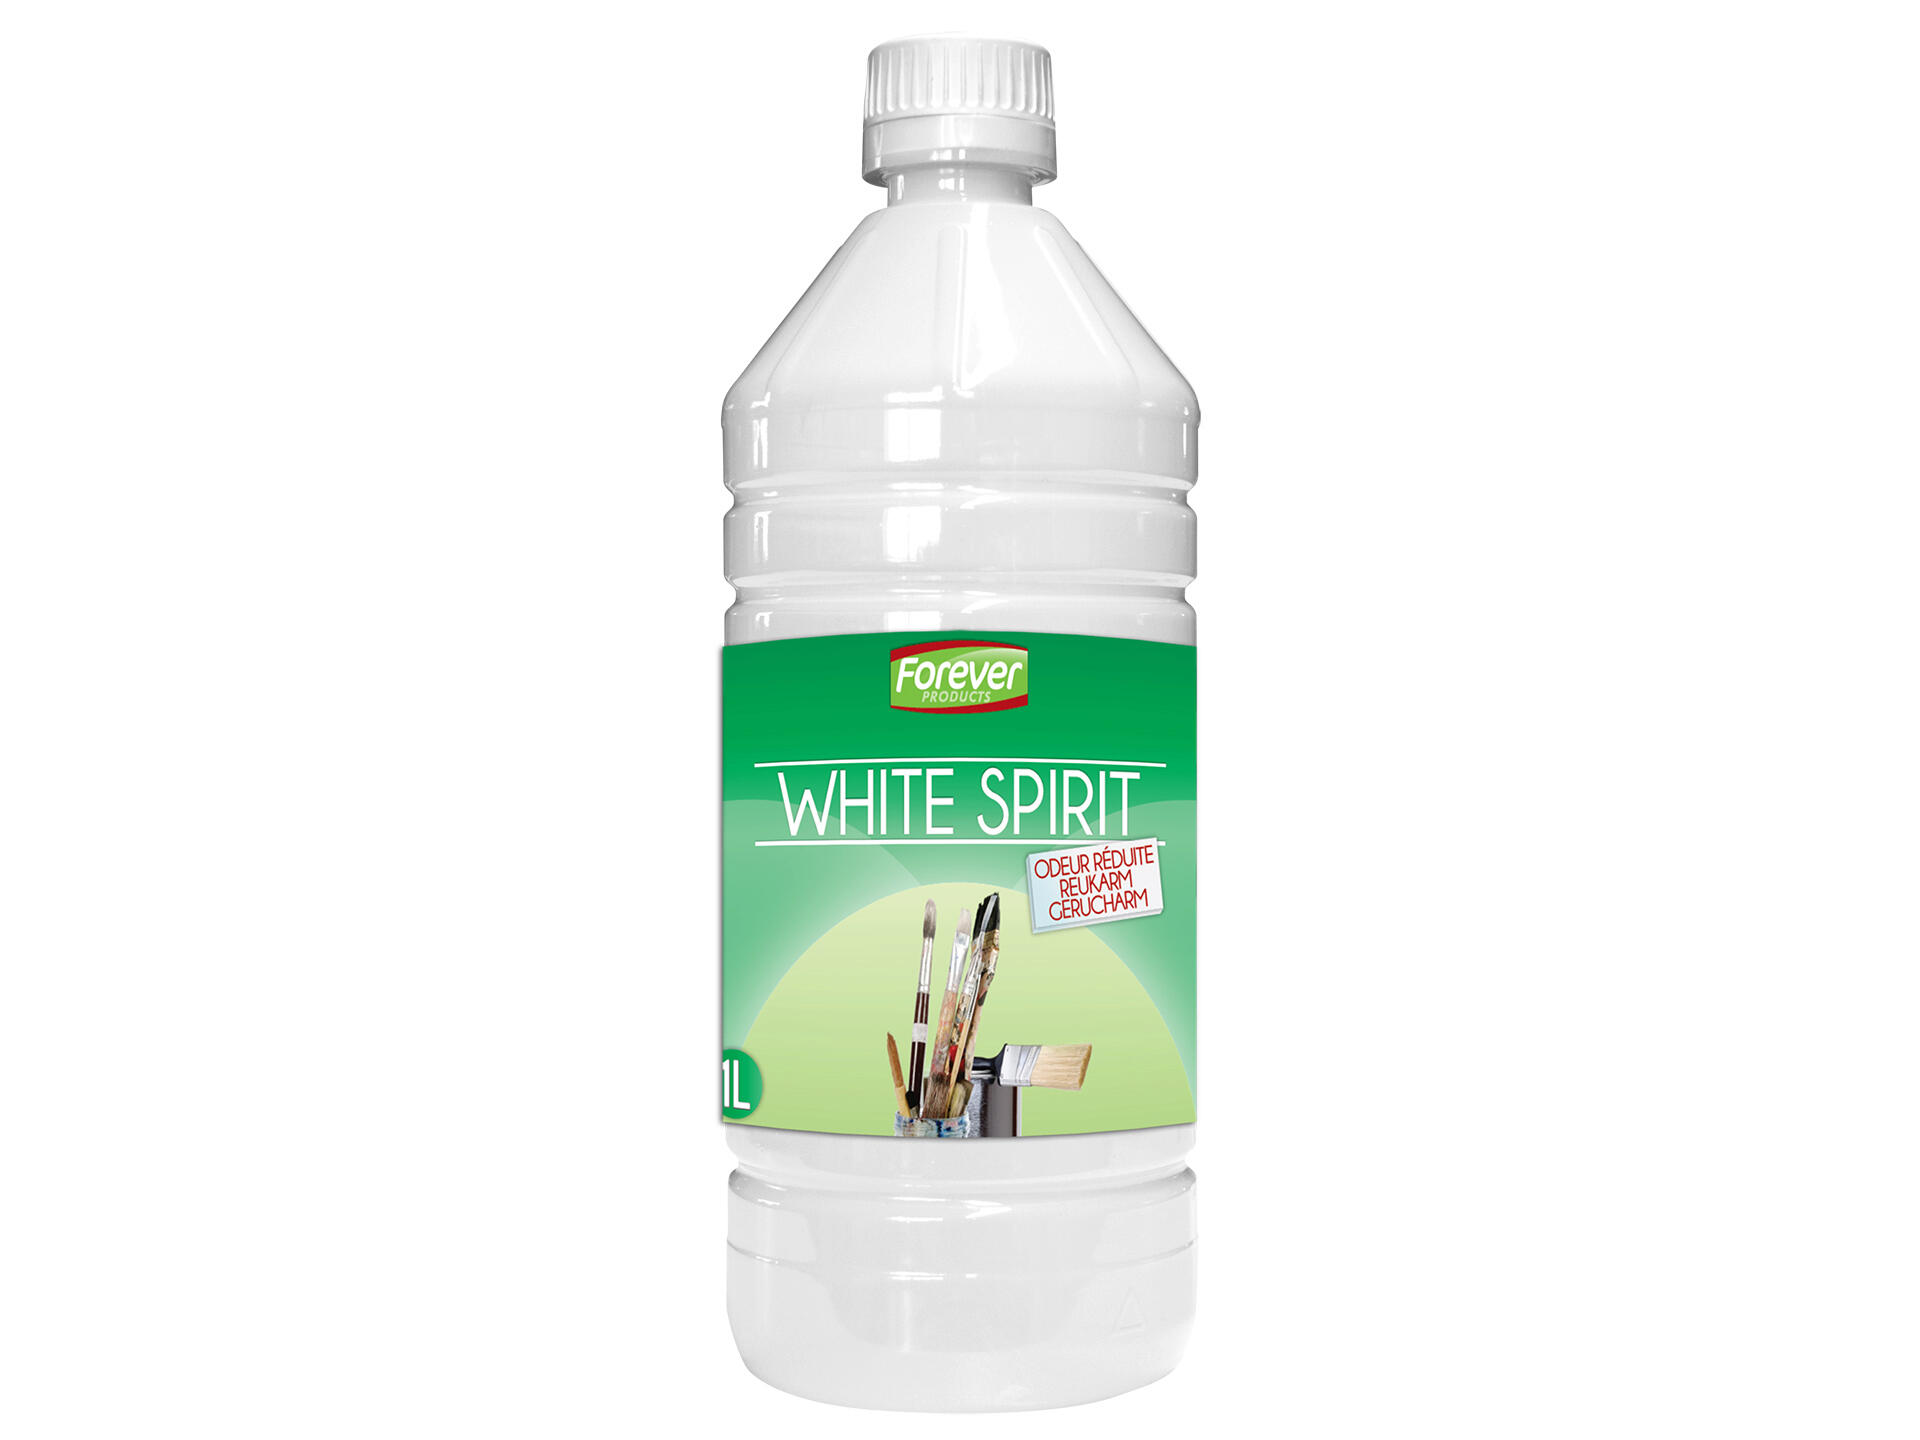 Forever
PRODUCTS
WHITE SPIRIT
ODEUR RÉDUITE
REUKARM
GERUCHARM
1L